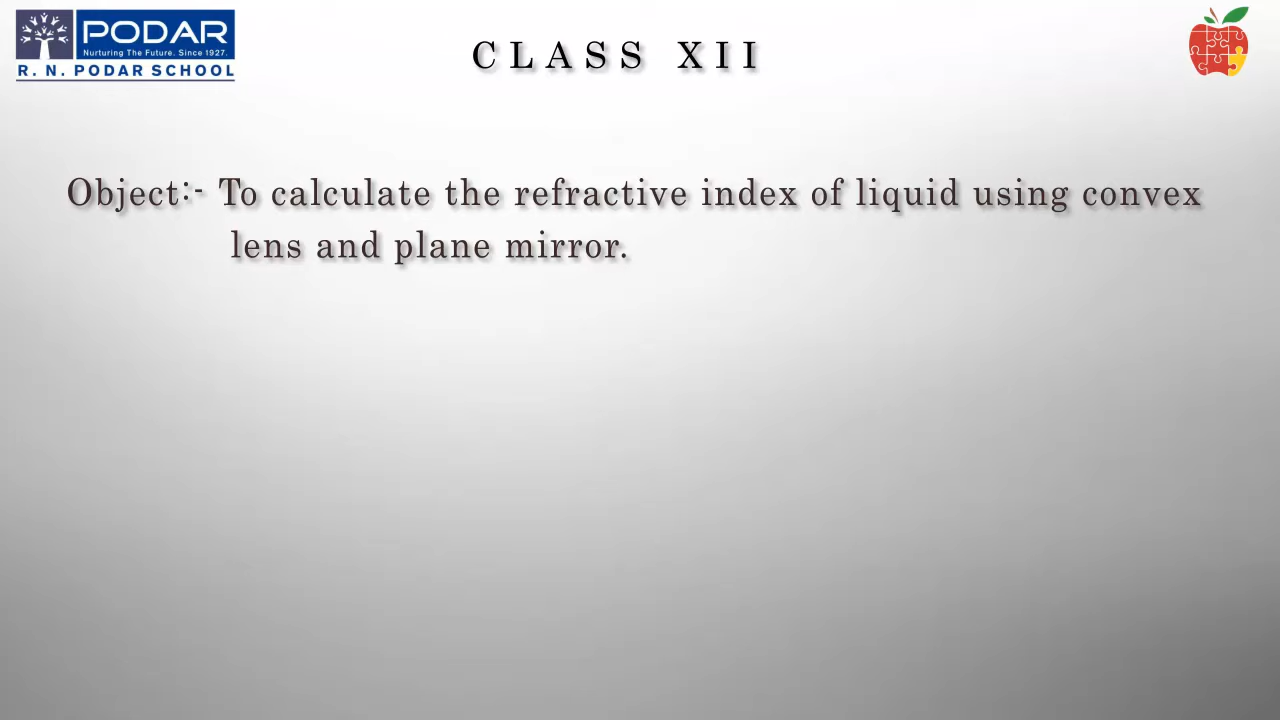 PODAR
Nurturing The Future. Since 1927.
R. N. PODAR SCHOOL
CLASS XII
Object:- To calculate the refractive index of liquid using convex
lens and plane mirror.